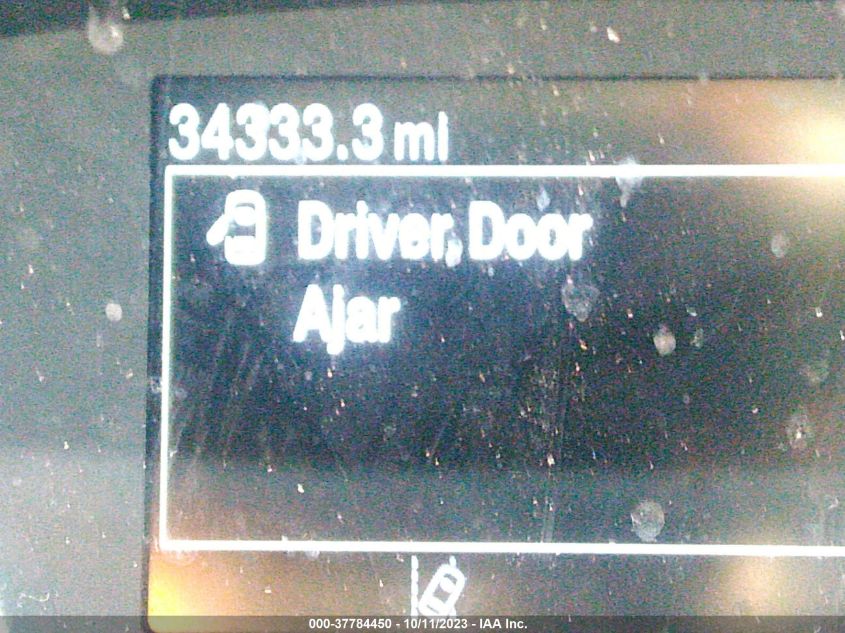 34333.3 mi
Driver Door
Ajar
000-37784450 - 10/11/2023 - IAA Inc.